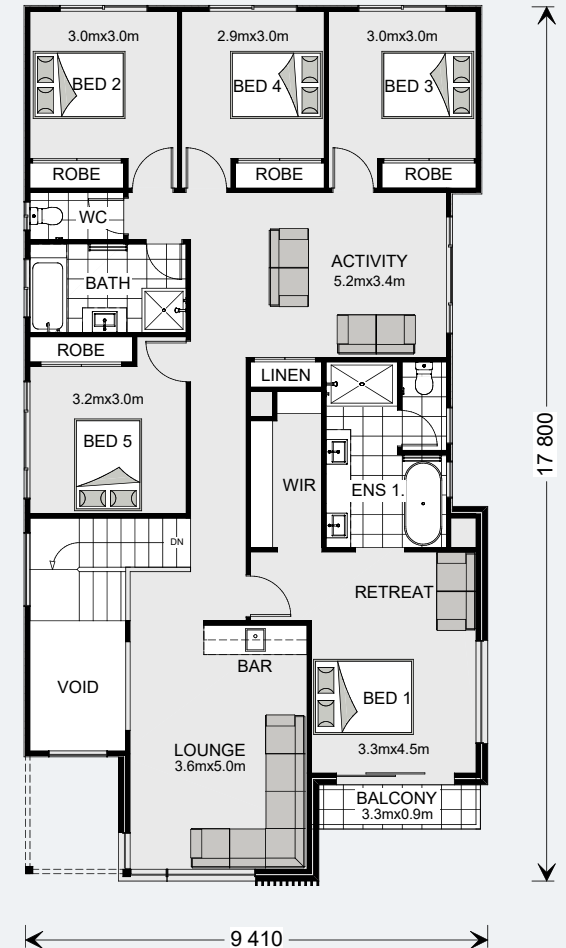 3.0mx3.0m
2.9mx3.0m
3.0mx3.0m
BED 2
BED 4
BED 3
ROBE
ROBE
ROBE
WC
ACTIVITY
5.2mx3.4m
BATH
ROBE
LINEN
3.2mx3.0m
BED 5
WIR
ENS 1.
17 800
DN
RETREAT
BAR
VOID
BED 1
LOUNGE
3.6mx5.0m
3.3mx4.5m
BALCONY
3.3mx0.9m
9 410